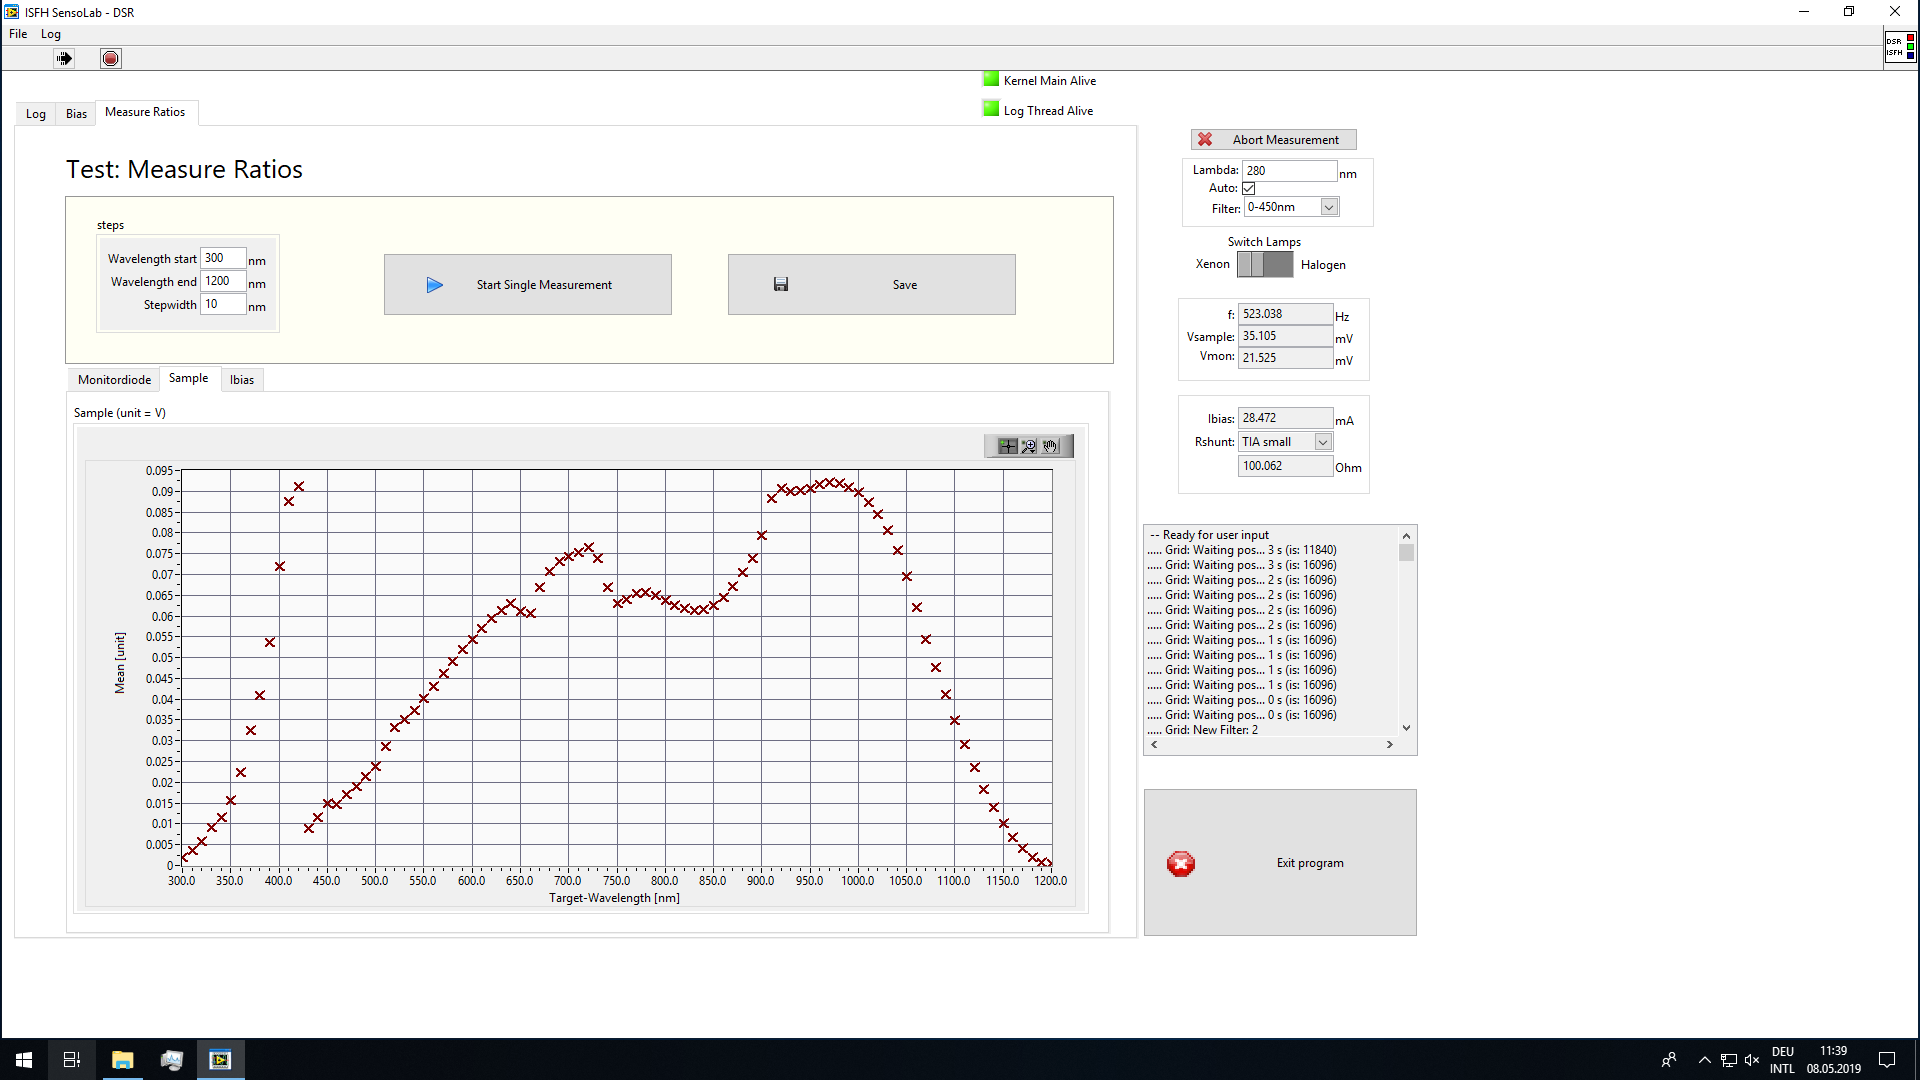 ISFH SensoLab - DSR
File Log
DSR
ISFH
Kernel Main Alive
Log Thread Alive
Log Bias Measure Ratios
Test: Measure Ratios
steps
Wavelength start 300 nm
Wavelength end 1200 nm
Stepwidth 10 nm
Start Single Measurement
Save
Monitordiode Sample Ibias
Sample (unit = V)
0.095
0.09
0.085
0.08
0.075
0.07
0.065
0.06
0.055
0.05
0.045
0.04
0.035
0.03
0.025
0.02
0.015
0.01
0.005
0
Mean [unit]
300.0 350.0 400.0 450.0 500.0 550.0 600.0 650.0 700.0 750.0 800.0 850.0 900.0 950.0 1000.0 1050.0 1100.0 1150.0 1200.0
Target-Wavelength [nm]
Abort Measurement
Lambda: 280 nm
Auto:
Filter: 0-450nm
Switch Lamps
Xenon Halogen
f: 523.038 Hz
Vsample: 35.105 mV
Vmon: 21.525 mV
Ibias: 28.472 mA
Rshunt: TIA small
100.062 Ohm
-- Ready for user input
..... Grid: Waiting pos... 3 s (is: 11840)
..... Grid: Waiting pos... 3 s (is: 16096)
..... Grid: Waiting pos... 2 s (is: 16096)
..... Grid: Waiting pos... 2 s (is: 16096)
..... Grid: Waiting pos... 2 s (is: 16096)
..... Grid: Waiting pos... 2 s (is: 16096)
..... Grid: Waiting pos... 1 s (is: 16096)
..... Grid: Waiting pos... 1 s (is: 16096)
..... Grid: Waiting pos... 1 s (is: 16096)
..... Grid: Waiting pos... 1 s (is: 16096)
..... Grid: Waiting pos... 0 s (is: 16096)
..... Grid: Waiting pos... 0 s (is: 16096)
..... Grid: New Filter: 2
Exit program
DEU 11:39
INTL 08.05.2019